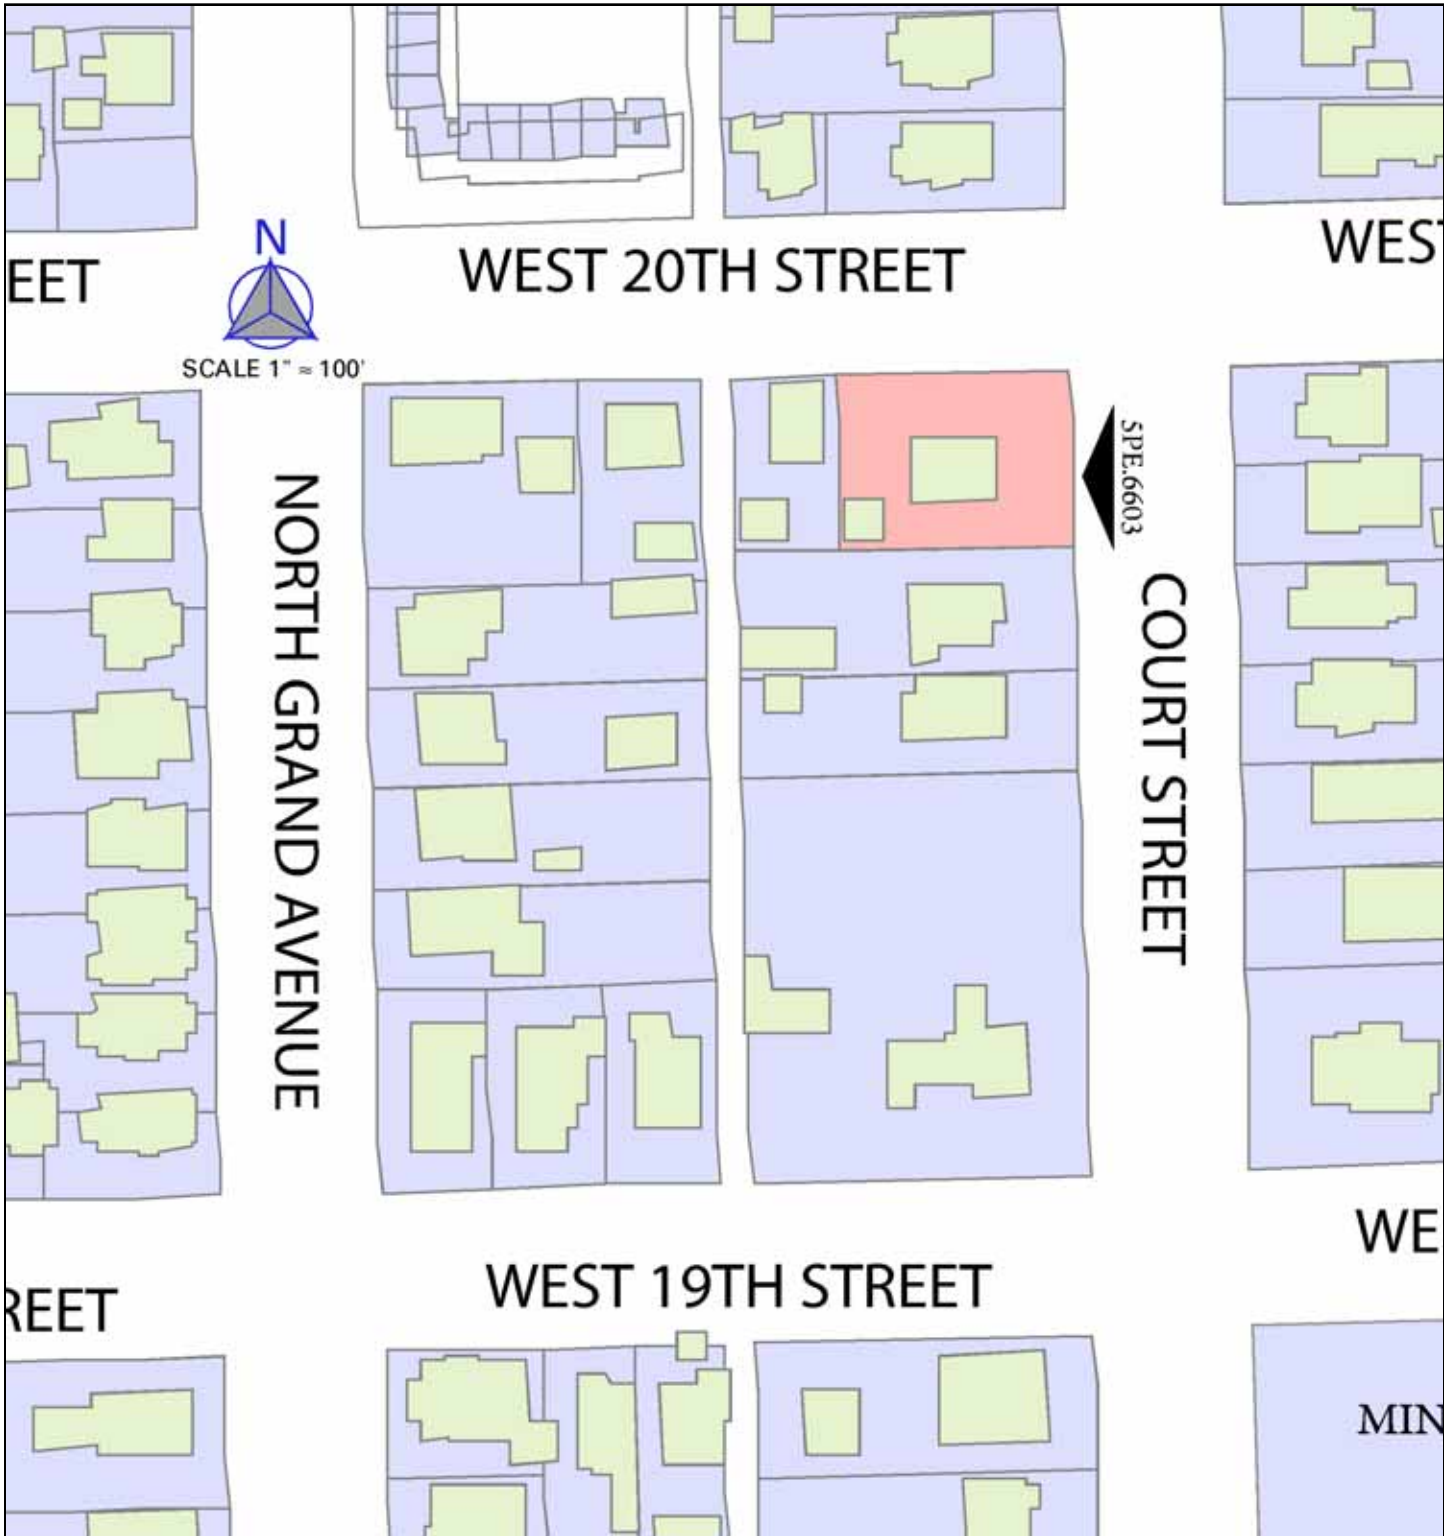 N
WEST 20TH STREET
WEST
EET
SCALE 1" ≈ 100'
SPE.6603
NORTH GRAND AVENUE
COURT STREET
WE
WEST 19TH STREET
REET
MIN